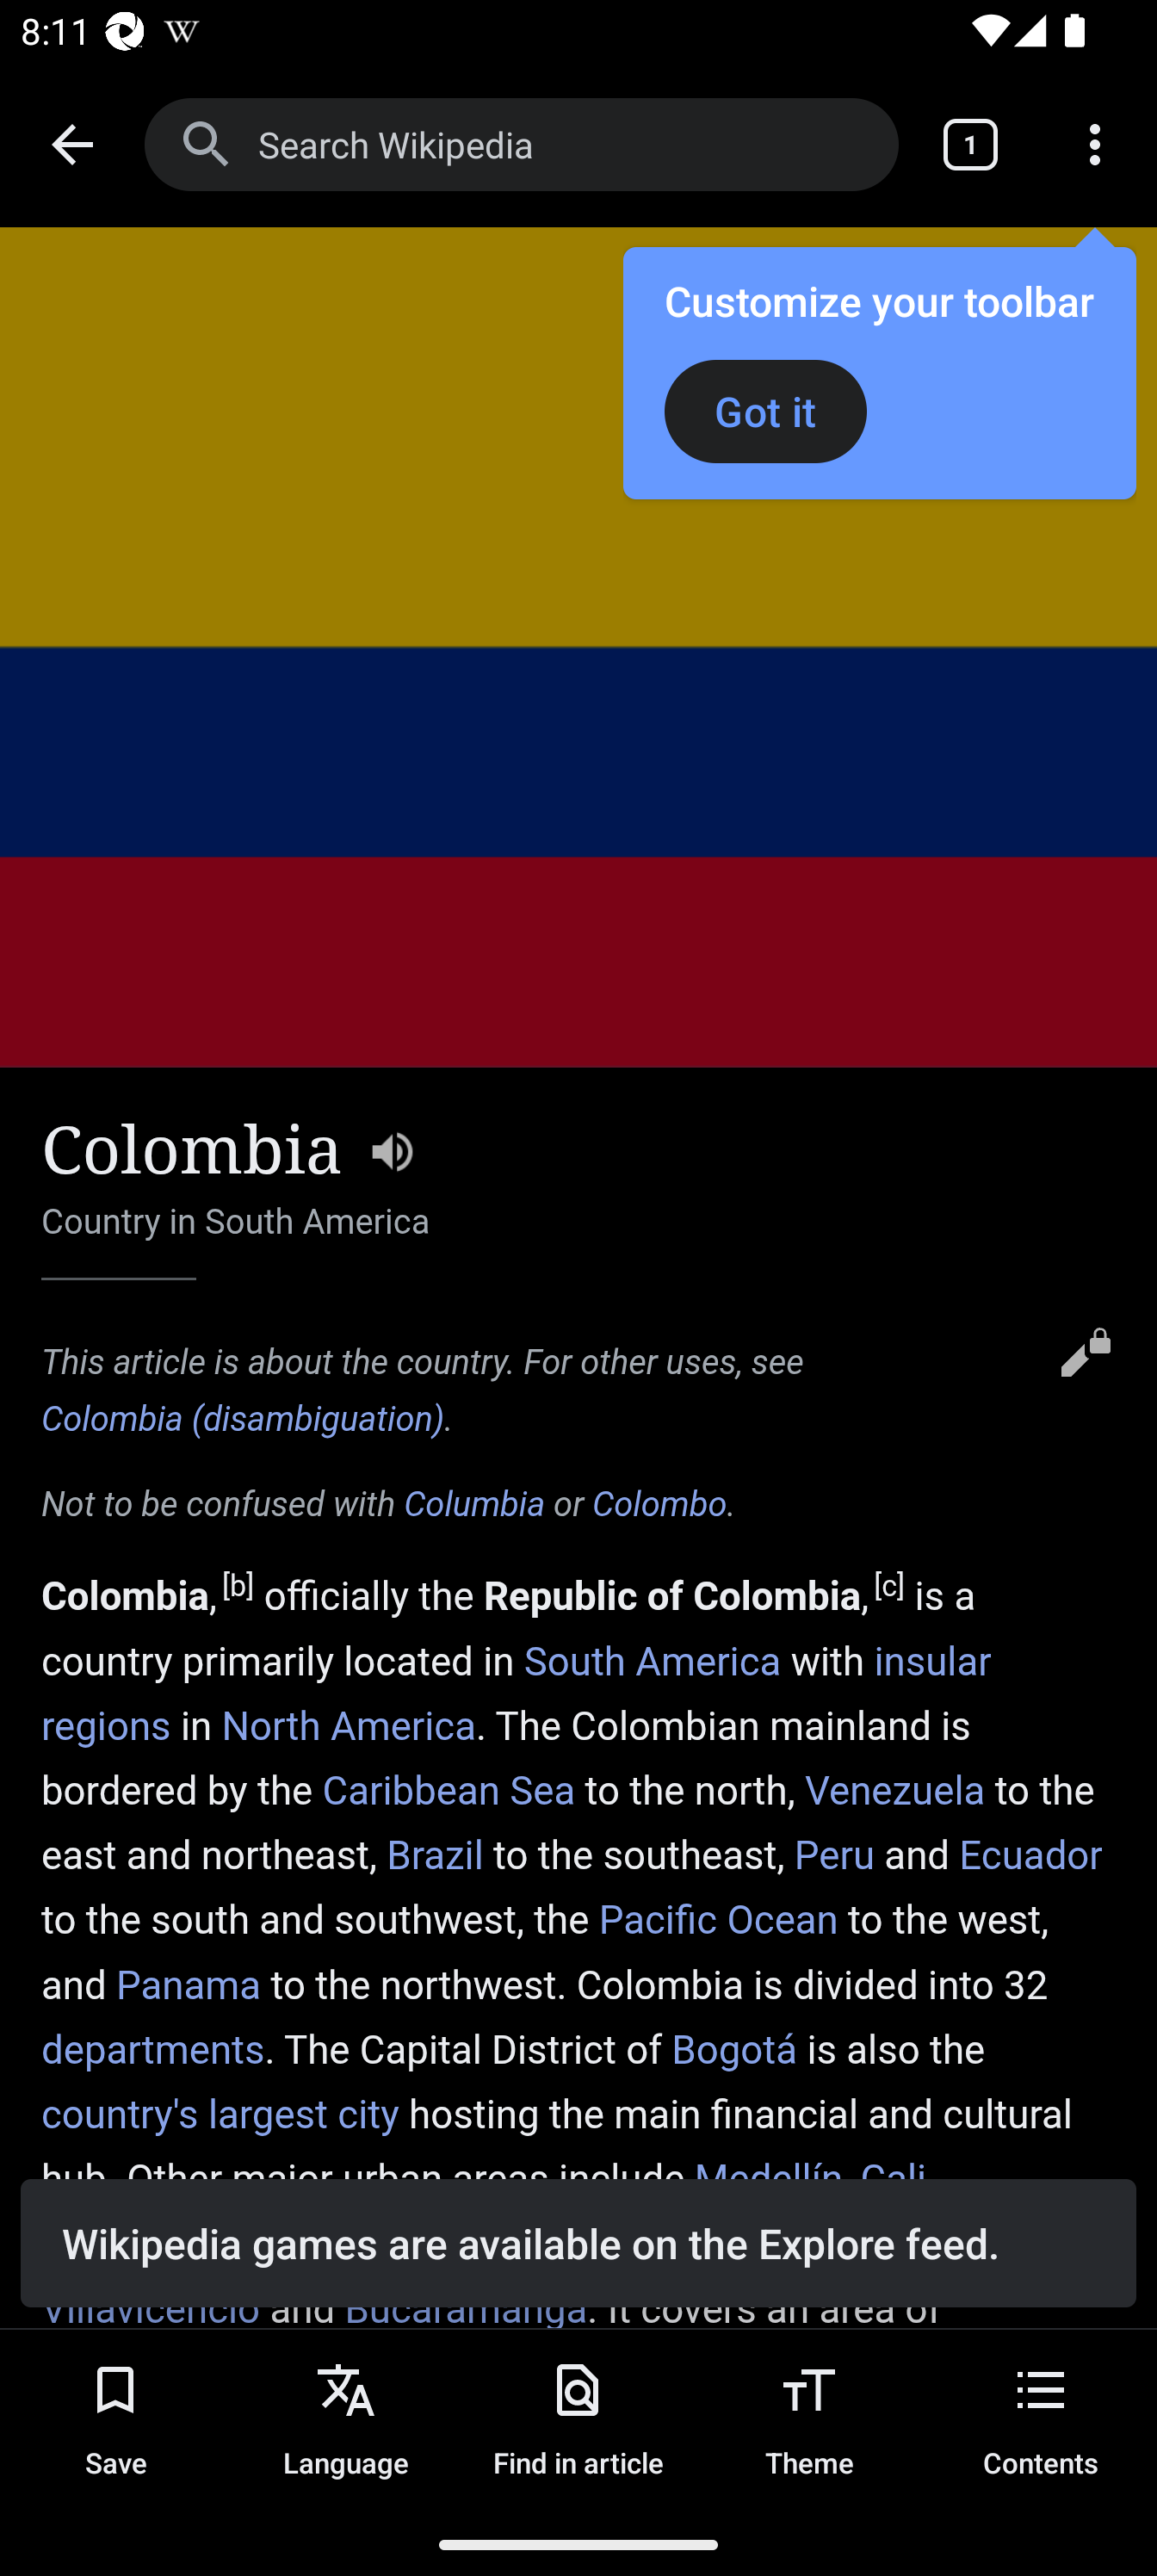 8:11 W
Search Wikipedia
1
Customize your toolbar
Got it
Colombia
Country in South America
This article is about the country. For other uses, see
Colombia (disambiguation).
Not to be confused with Columbia or Colombo.
Colombia,[b] officially the Republic of Colombia,[c] is a
country primarily located in South America with insular
regions in North America. The Colombian mainland is
bordered by the Caribbean Sea to the north, Venezuela to the
east and northeast, Brazil to the southeast, Peru and Ecuador
to the south and southwest, the Pacific Ocean to the west,
and Panama to the northwest. Colombia is divided into 32
departments. The Capital District of Bogotá is also the
country's largest city hosting the main financial and cultural
hub. Other major urban areas include Medellín, Cali,
Wikipedia games are available on the Explore feed.
Villavicencio and Bucaramanga. It covers an area of
Save
Language
Find in article
Theme
Contents